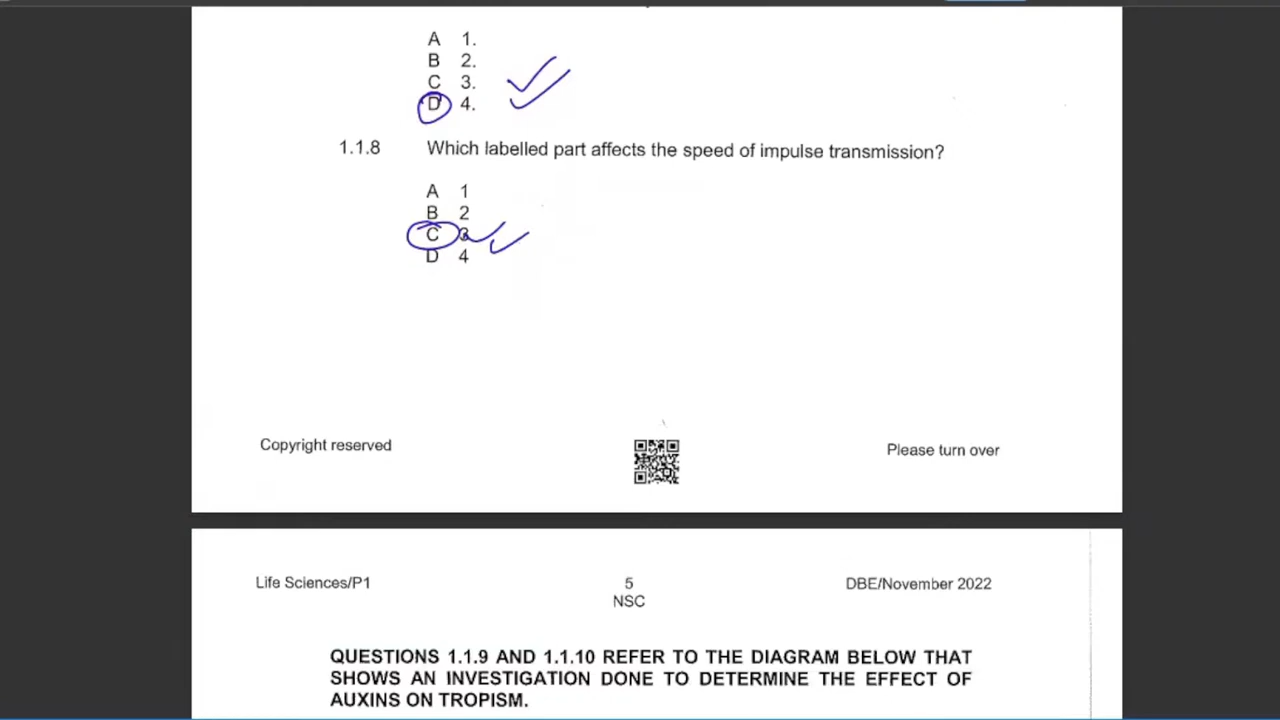 A 1.
B 2.
C 3.
D 4.
1.1.8 Which labelled part affects the speed of impulse transmission?
A 1
B 2
C 3
D 4
Copyright reserved
Please turn over
Life Sciences/P1
5
NSC
DBE/November 2022
QUESTIONS 1.1.9 AND 1.1.10 REFER TO THE DIAGRAM BELOW THAT
SHOWS AN INVESTIGATION DONE TO DETERMINE THE EFFECT OF
AUXINS ON TROPISM.